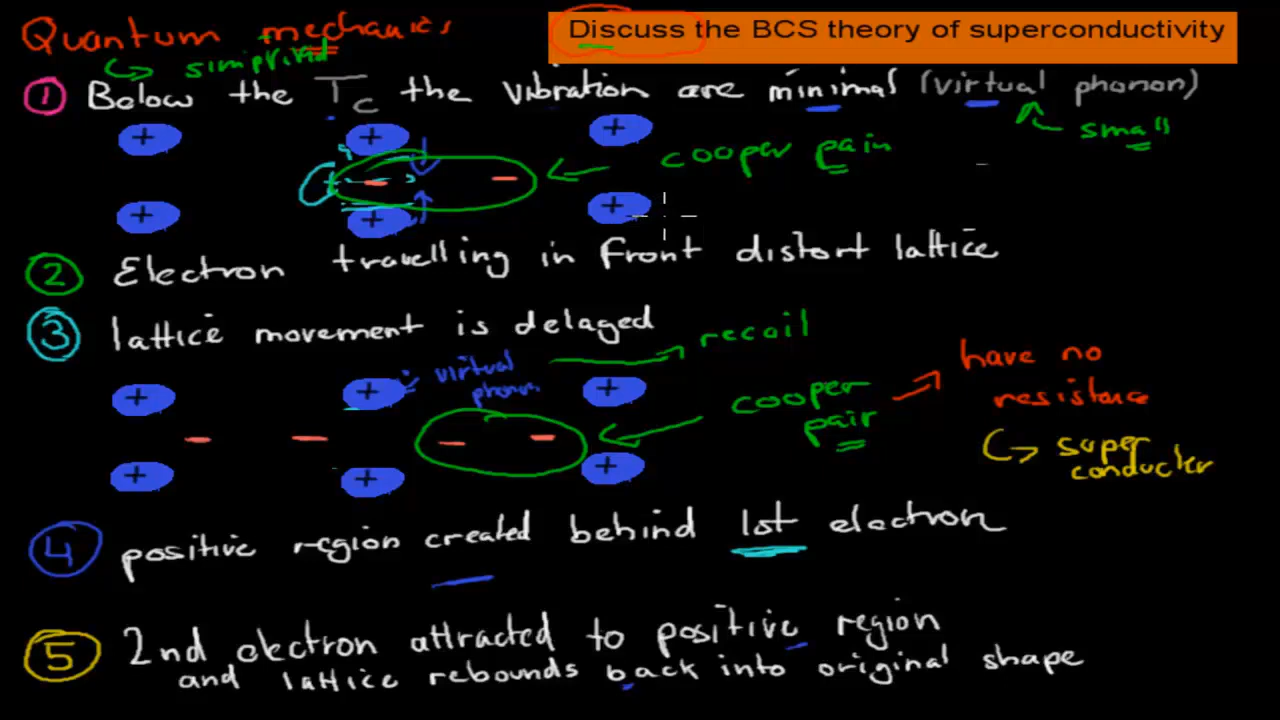 Quantum mechanics
Discuss the BCS theory of superconductivity
simplified
① Below the Tc the vibration are minimal (virtual phonon)
small
+ + +
cooper pair
- -
+ + +
② Electron travelling in front distort lattice
③ lattice movement is delayed
recoil
virtual
phonon
have no
resistance
+ + +
cooper
pair
- - - -
super
conducter
+ + +
④ positive region created behind 1st electron
⑤ 2nd electron attracted to positive region
and lattice rebounds back into original shape